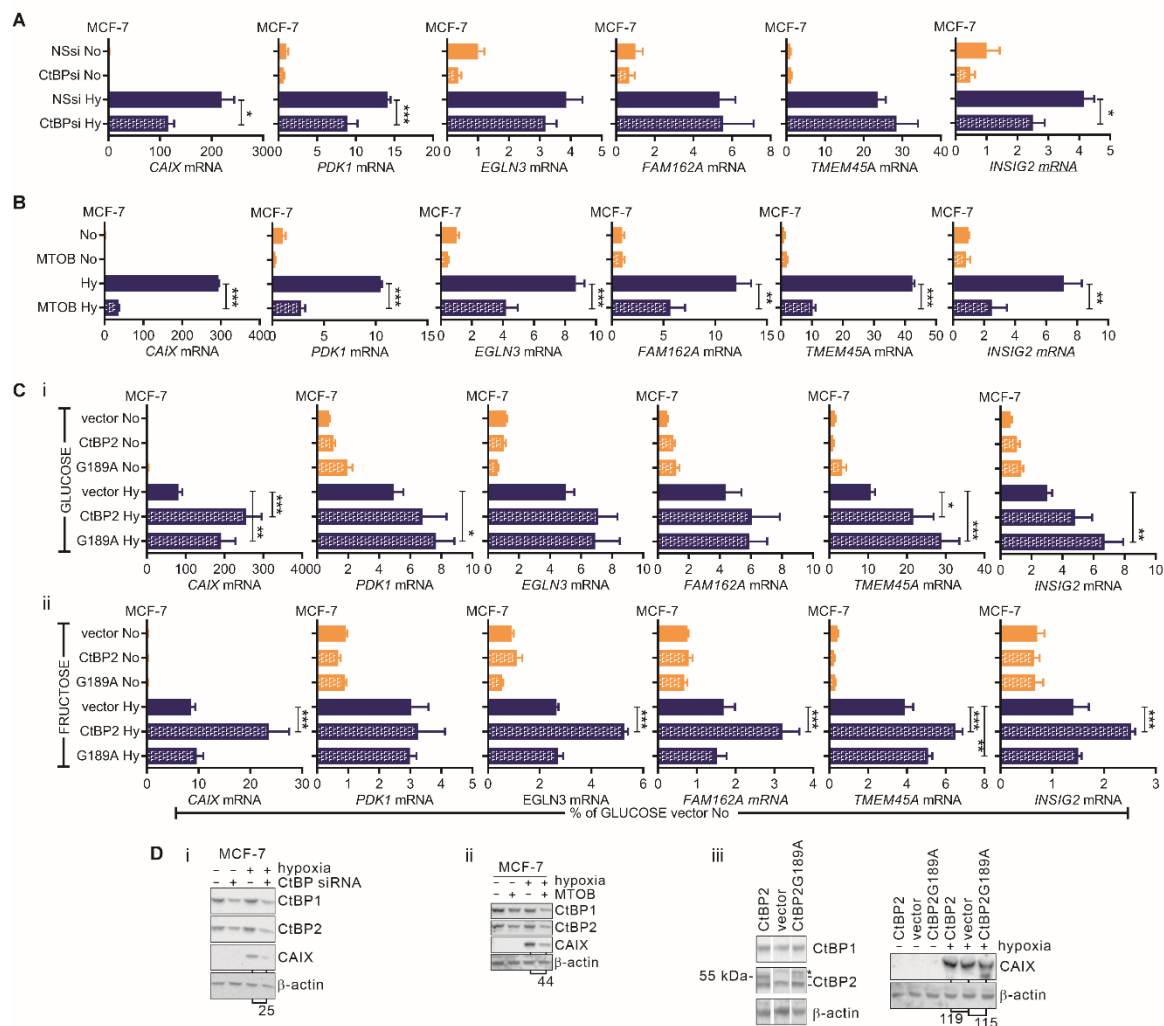 A
MCF-7 MCF-7 MCF-7 MCF-7 MCF-7 MCF-7
NSsi No
CtBPsi No
NSsi Hy
CtBPsi Hy
* *** *
0 100 200 300 0 5 10 15 20 0 1 2 3 4 5 0 2 4 6 8 0 10 20 30 40 0 1 2 3 4 5
CAIX mRNA PDK1 mRNA EGLN3 mRNA FAM162A mRNA TMEM45A mRNA INSIG2 mRNA
B
MCF-7 MCF-7 MCF-7 MCF-7 MCF-7 MCF-7
No
MTOB No
Hy
MTOB Hy
*** *** *** ** *** **
0 100 200 300 400 0 5 10 15 0 2 4 6 8 10 0 5 10 15 0 10 20 30 40 50 0 2 4 6 8 10
CAIX mRNA PDK1 mRNA EGLN3 mRNA FAM162A mRNA TMEM45A mRNA INSIG2 mRNA
C i
MCF-7 MCF-7 MCF-7 MCF-7 MCF-7 MCF-7
GLUCOSE
vector No
CtBP2 No
G189A No
vector Hy
CtBP2 Hy
G189A Hy
** *** * * *** **
0 100 200 300 400 0 2 4 6 8 10 0 2 4 6 8 10 0 2 4 6 8 10 0 10 20 30 40 0 2 4 6 8 10
CAIX mRNA PDK1 mRNA EGLN3 mRNA FAM162A mRNA TMEM45A mRNA INSIG2 mRNA
ii
MCF-7 MCF-7 MCF-7 MCF-7 MCF-7 MCF-7
FRUCTOSE
vector No
CtBP2 No
G189A No
vector Hy
CtBP2 Hy
G189A Hy
*** *** *** *** ** ***
0 10 20 30 0 2 4 6 8 10 0 2 4 6 0 1 2 3 4 0 2 4 6 8 0 1 2 3
CAIX mRNA PDK1 mRNA EGLN3 mRNA FAM162A mRNA TMEM45A mRNA INSIG2 mRNA
% of GLUCOSE vector No
D i
MCF-7
- - + + hypoxia
- + - + CtBP siRNA
CtBP1
CtBP2
CAIX
β-actin
25
ii
MCF-7
- - + + hypoxia
- + - + MTOB
CtBP1
CtBP2
CAIX
β-actin
44
iii
CtBP2 vector CtBP2G189A
CtBP1
55 kDa- *
CtBP2
β-actin
CtBP2 vector CtBP2G189A CtBP2 vector CtBP2G189A
- - - + + + hypoxia
CAIX
β-actin
119 115